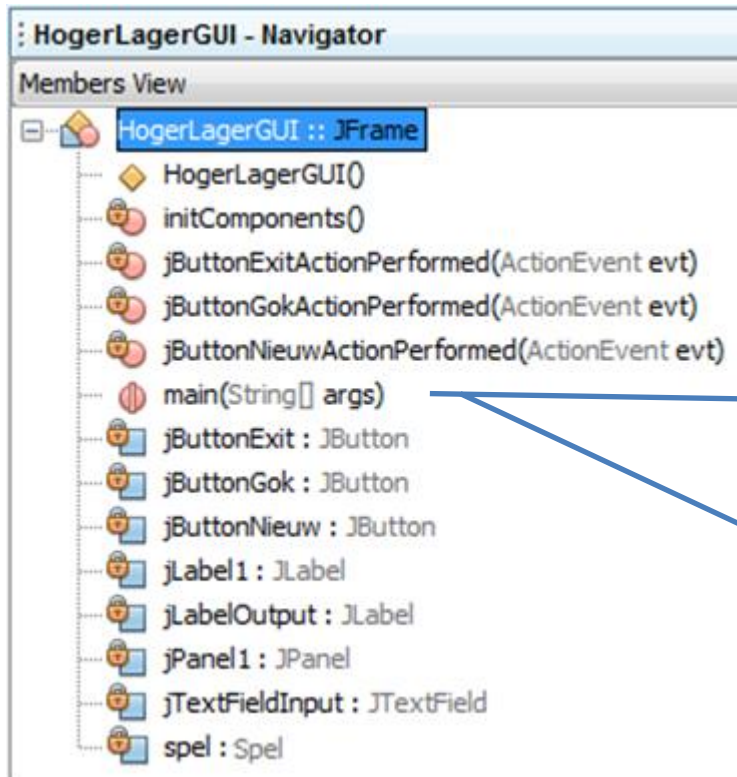 HogerLagerGUI - Navigator
Members View
HogerLagerGUI :: JFrame
HogerLagerGUI()
initComponents()
jButtonExitActionPerformed(ActionEvent evt)
jButtonGokActionPerformed(ActionEvent evt)
jButtonNieuwActionPerformed(ActionEvent evt)
main(String[] args)
jButtonExit : JButton
jButtonGok : JButton
jButtonNieuw : JButton
jLabel1 : JLabel
jLabelOutput : JLabel
jPanel1 : JPanel
jTextFieldInput : JTextField
spel : Spel